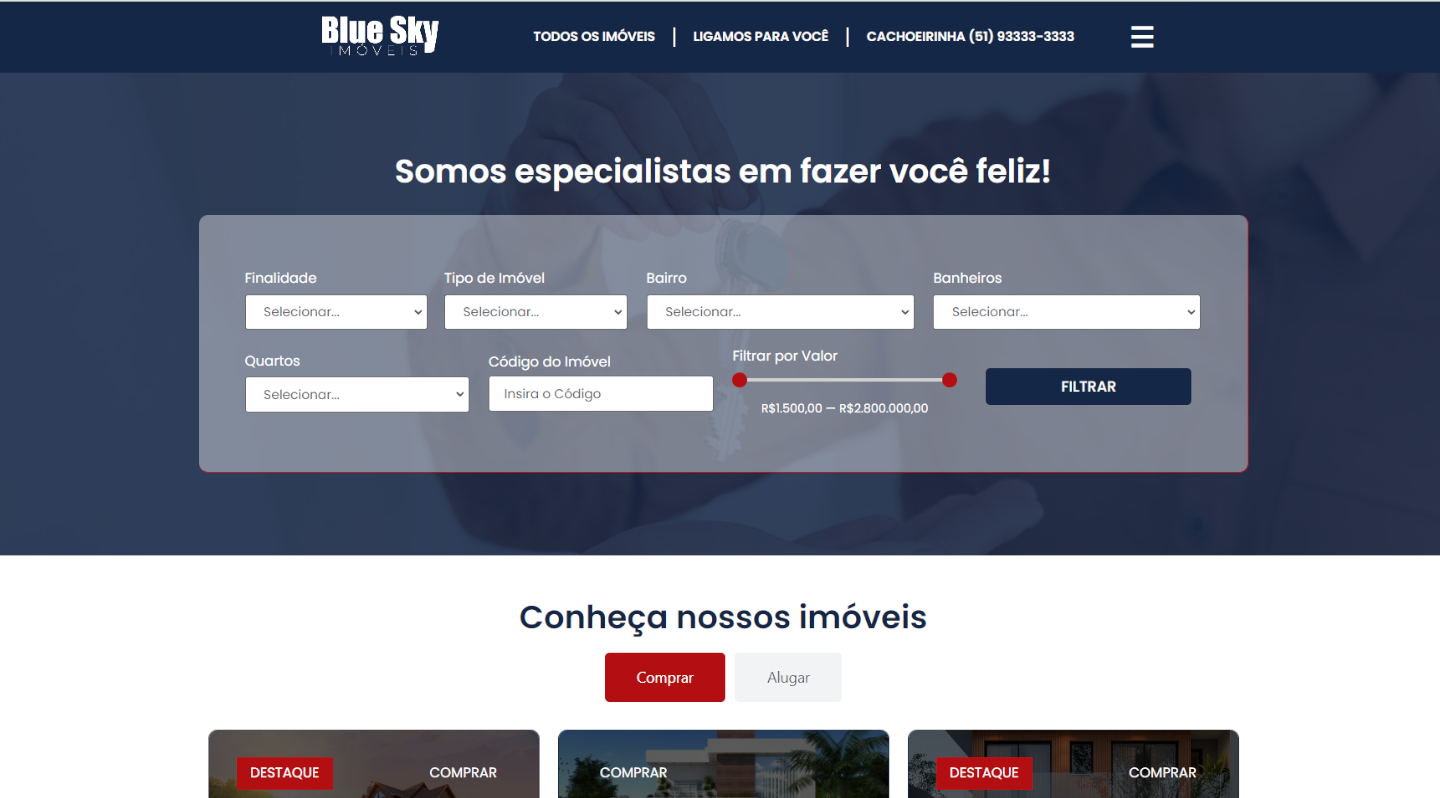 Blue Sky
IMÓVEIS
TODOS OS IMÓVEIS
LIGAMOS PARA VOCÊ
CACHOEIRINHA (51) 93333-3333
Somos especialistas em fazer você feliz!
Finalidade
Tipo de Imóvel
Bairro
Banheiros
Selecionar...
Selecionar...
Selecionar...
Selecionar...
Quartos
Código do Imóvel
Filtrar por Valor
Selecionar...
Insira o Código
R$1.500,00 — R$2.800.000,00
FILTRAR
Conheça nossos imóveis
Comprar
Alugar
DESTAQUE
COMPRAR
COMPRAR
DESTAQUE
COMPRAR